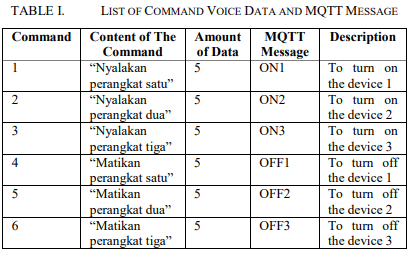 TABLE I. LIST OF COMMAND VOICE DATA AND MQTT MESSAGE
Command Content of The Command Amount of Data MQTT Message Description
1 “Nyalakan perangkat satu” 5 ON1 To turn on the device 1
2 “Nyalakan perangkat dua” 5 ON2 To turn on the device 2
3 “Nyalakan perangkat tiga” 5 ON3 To turn on the device 3
4 “Matikan perangkat satu” 5 OFF1 To turn off the device 1
5 “Matikan perangkat dua” 5 OFF2 To turn off the device 2
6 “Matikan perangkat tiga” 5 OFF3 To turn off the device 3